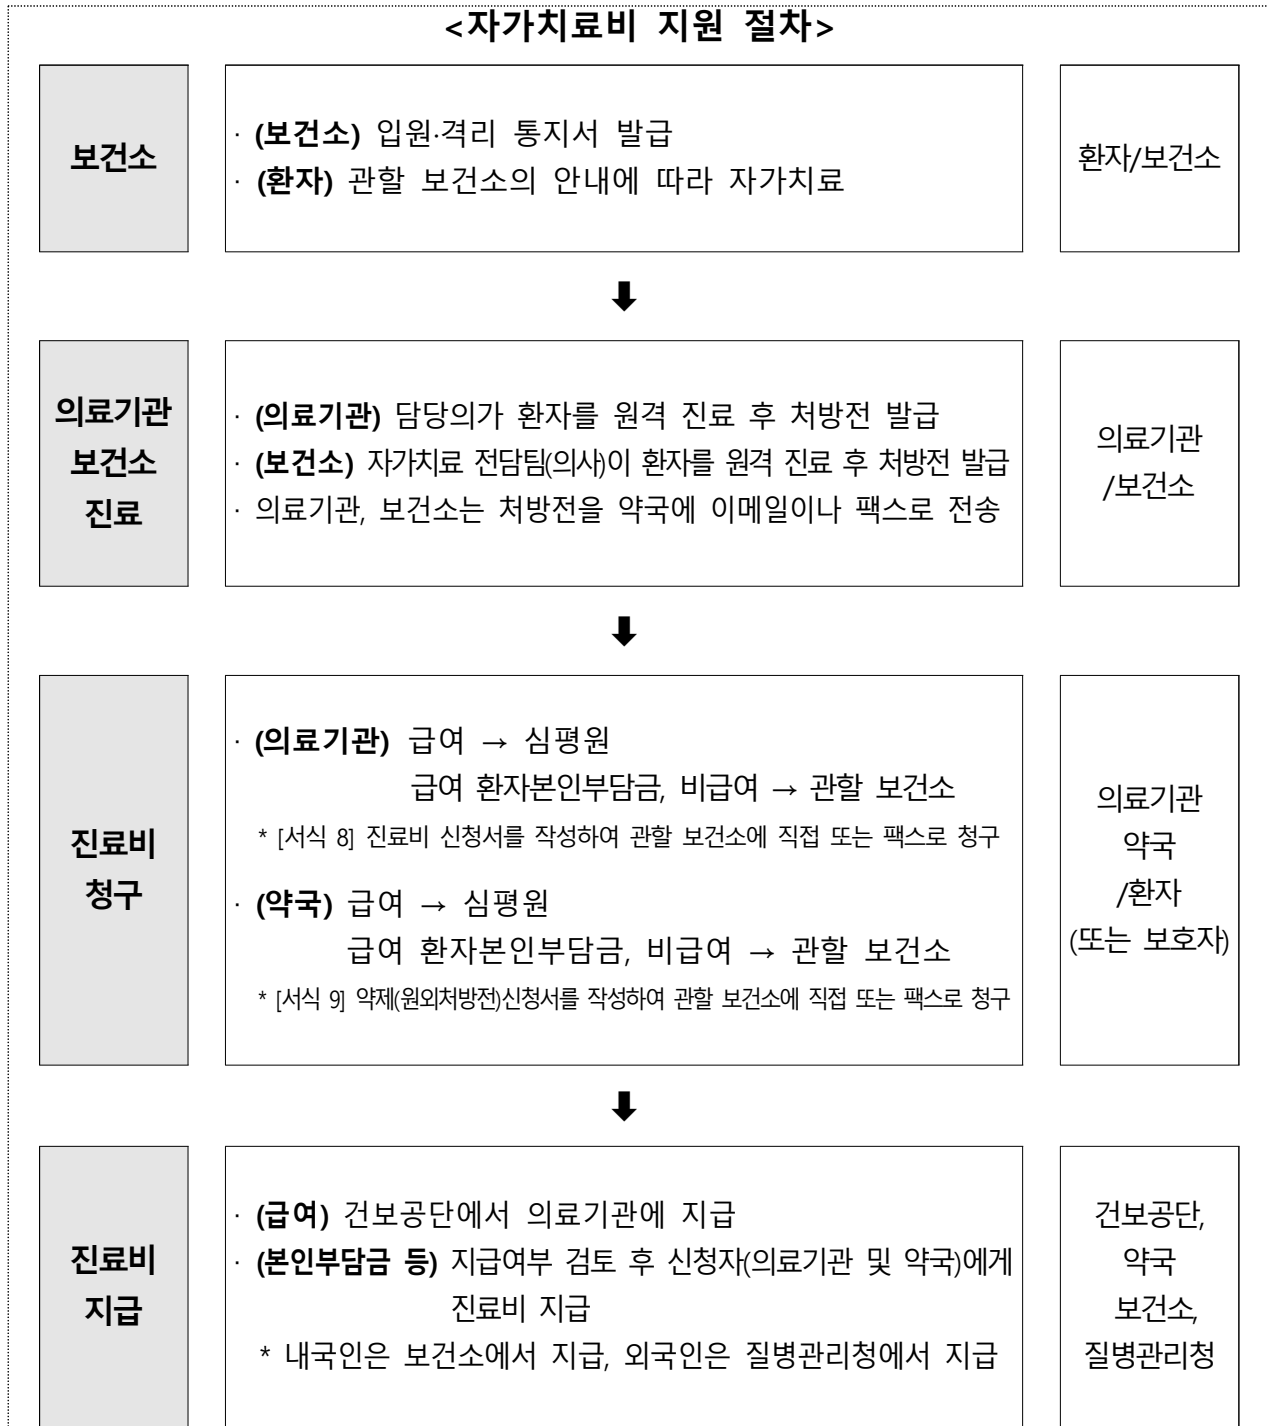 <자가치료비 지원 절차>
보건소
· (보건소) 입원·격리 통지서 발급
· (환자) 관할 보건소의 안내에 따라 자가치료
환자/보건소
⬇
의료기관
보건소
진료
· (의료기관) 담당의가 환자를 원격 진료 후 처방전 발급
· (보건소) 자가치료 전담팀(의사)이 환자를 원격 진료 후 처방전 발급
· 의료기관, 보건소는 처방전을 약국에 이메일이나 팩스로 전송
의료기관
/보건소
⬇
진료비
청구
· (의료기관) 급여 → 심평원
급여 환자본인부담금, 비급여 → 관할 보건소
* [서식 8] 진료비 신청서를 작성하여 관할 보건소에 직접 또는 팩스로 청구
· (약국) 급여 → 심평원
급여 환자본인부담금, 비급여 → 관할 보건소
* [서식 9] 약제(원외처방전)신청서를 작성하여 관할 보건소에 직접 또는 팩스로 청구
의료기관
약국
/환자
(또는 보호자)
⬇
진료비
지급
· (급여) 건보공단에서 의료기관에 지급
· (본인부담금 등) 지급여부 검토 후 신청자(의료기관 및 약국)에게
진료비 지급
* 내국인은 보건소에서 지급, 외국인은 질병관리청에서 지급
건보공단,
약국
보건소,
질병관리청